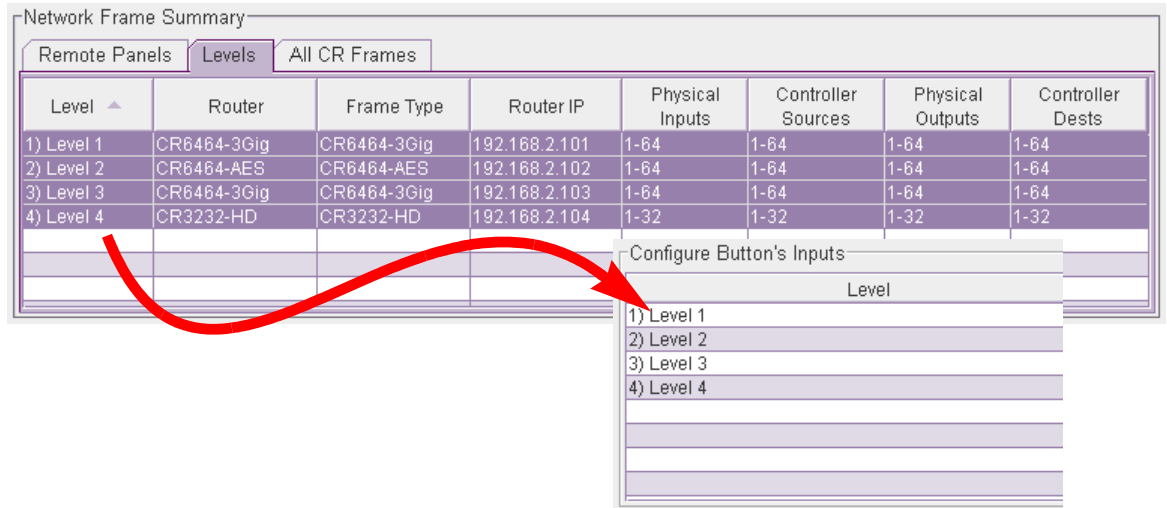 Network Frame Summary
Remote Panels Levels All CR Frames
Level Router Frame Type Router IP Physical Inputs Controller Sources Physical Outputs Controller Dests
1) Level 1 CR6464-3Gig CR6464-3Gig 192.168.2.101 1-64 1-64 1-64 1-64
2) Level 2 CR6464-AES CR6464-AES 192.168.2.102 1-64 1-64 1-64 1-64
3) Level 3 CR6464-3Gig CR6464-3Gig 192.168.2.103 1-64 1-64 1-64 1-64
4) Level 4 CR3232-HD CR3232-HD 192.168.2.104 1-32 1-32 1-32 1-32
Configure Button's Inputs
Level
1) Level 1
2) Level 2
3) Level 3
4) Level 4